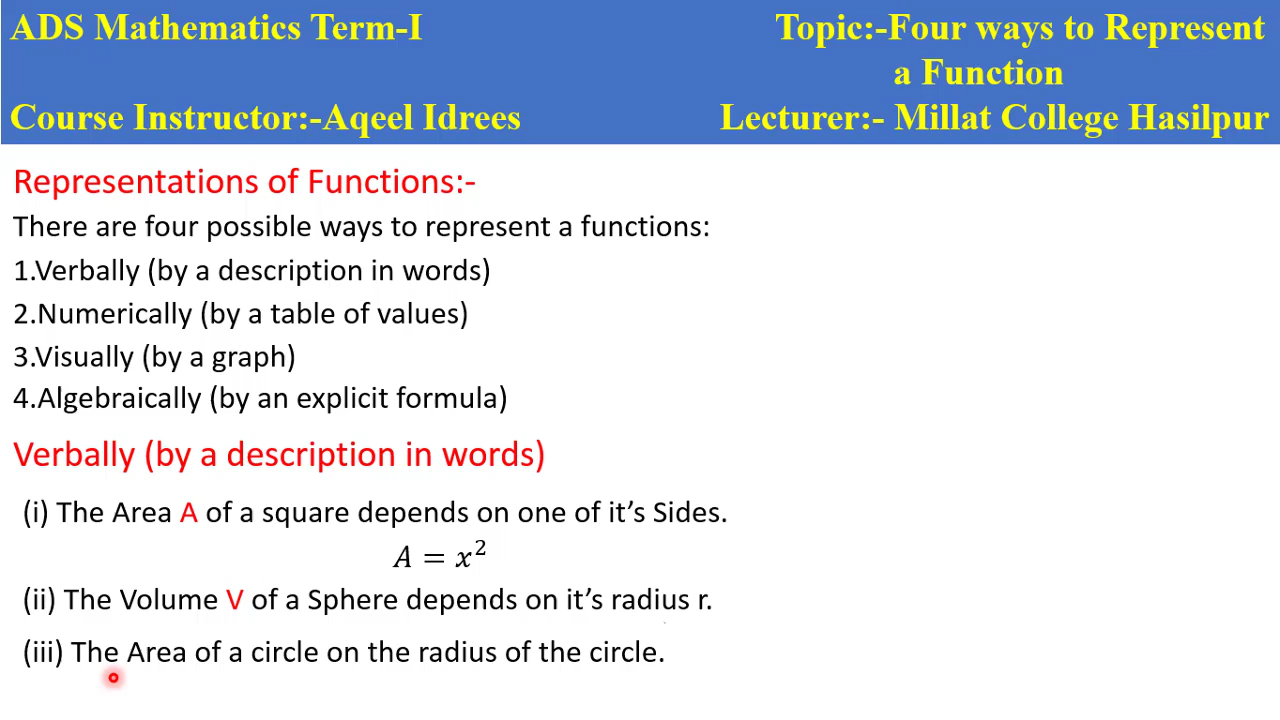 ADS Mathematics Term-I
Topic:-Four ways to Represent
a Function
Course Instructor:-Aqeel Idrees
Lecturer:- Millat College Hasilpur
Representations of Functions:-
There are four possible ways to represent a functions:
1.Verbally (by a description in words)
2.Numerically (by a table of values)
3.Visually (by a graph)
4.Algebraically (by an explicit formula)
Verbally (by a description in words)
(i) The Area A of a square depends on one of it’s Sides.
A = x²
(ii) The Volume V of a Sphere depends on it’s radius r.
(iii) The Area of a circle on the radius of the circle.